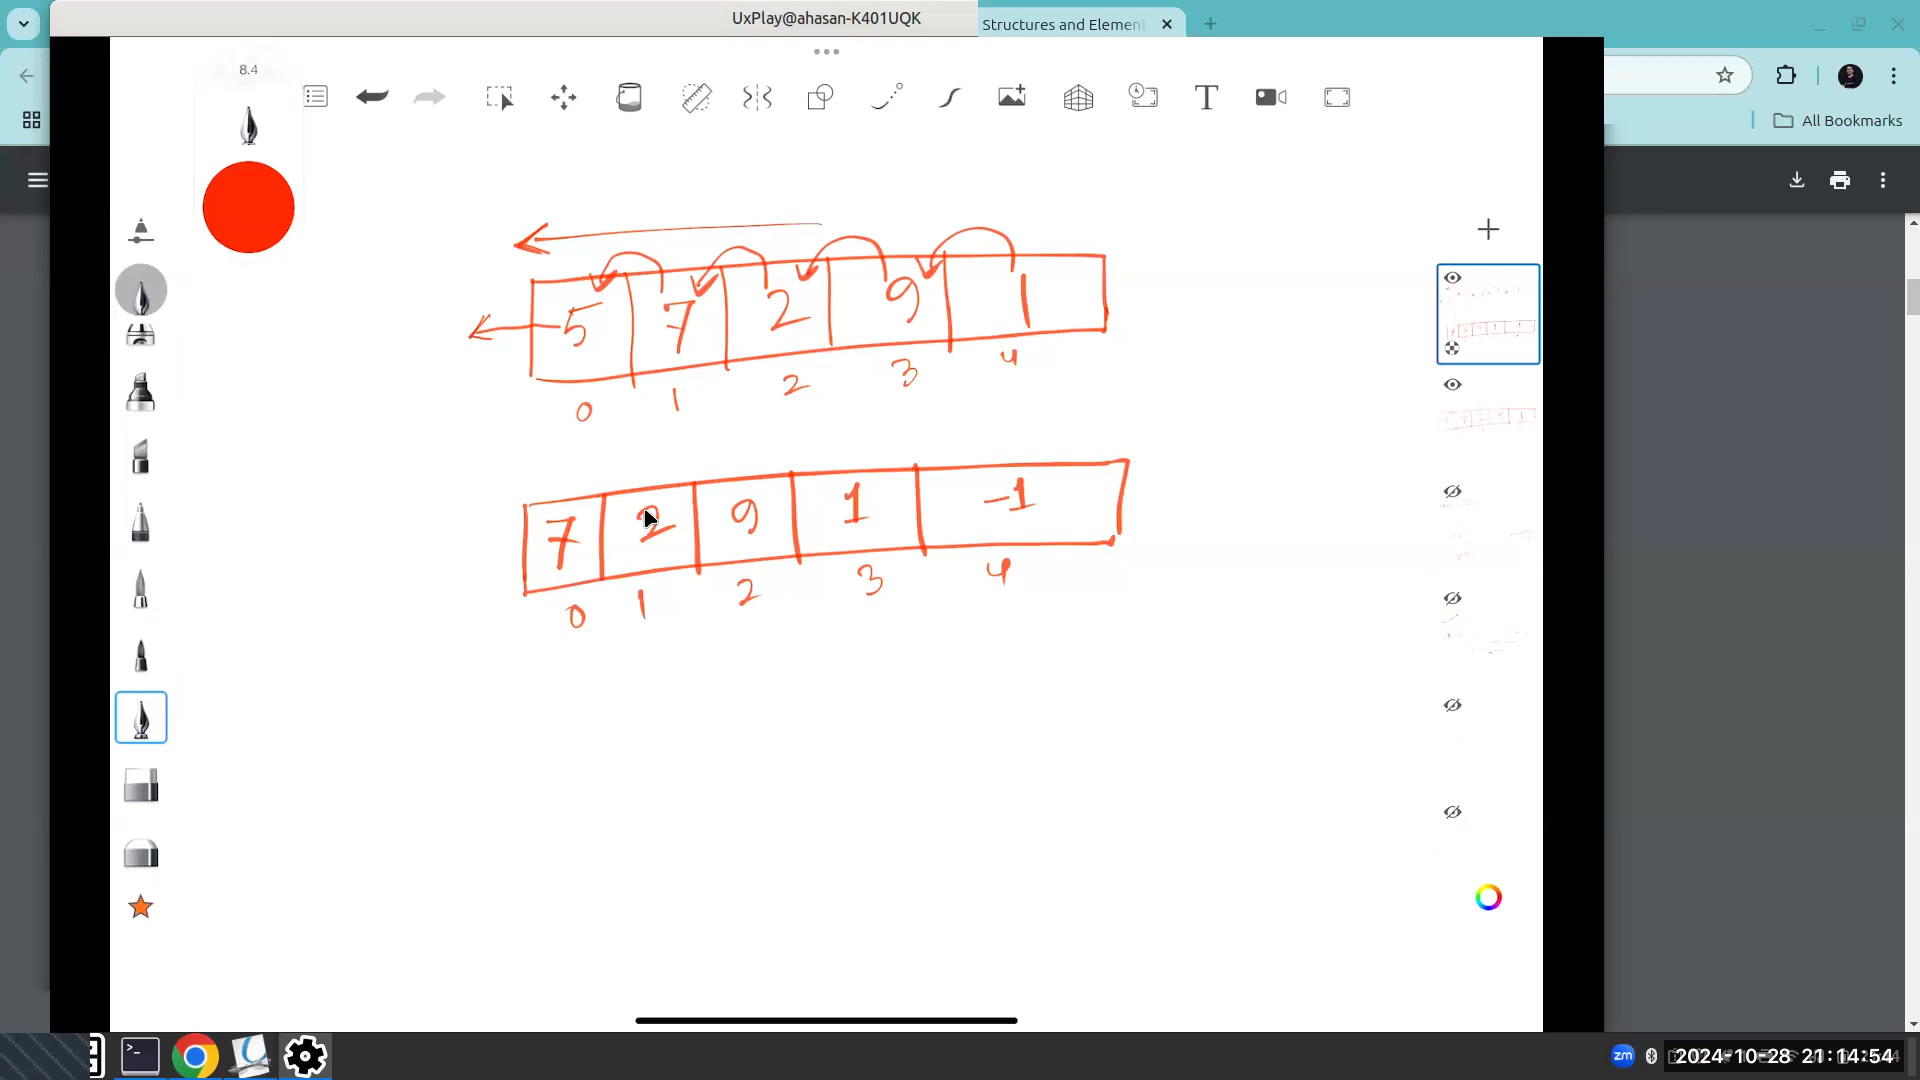 UxPlay@ahasan-K401UQK
Structures and Elemen
All Bookmarks
8.4
T
5 7 2 9 1
0 1 2 3 4
7 2 9 1 -1
0 1 2 3 4
zm
2024-10-28 21:14:54